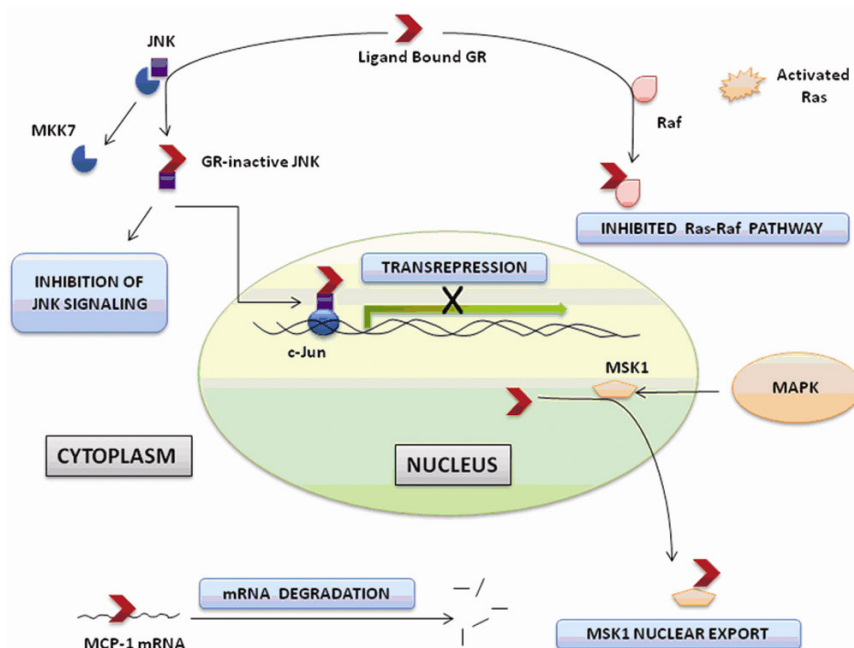 JNK
Ligand Bound GR
Activated
Ras
Raf
MKK7
GR-inactive JNK
INHIBITED Ras-Raf PATHWAY
INHIBITION OF
JNK SIGNALING
TRANSREPRESSION
X
c-Jun
MSK1
MAPK
CYTOPLASM
NUCLEUS
mRNA DEGRADATION
MCP-1 mRNA
MSK1 NUCLEAR EXPORT